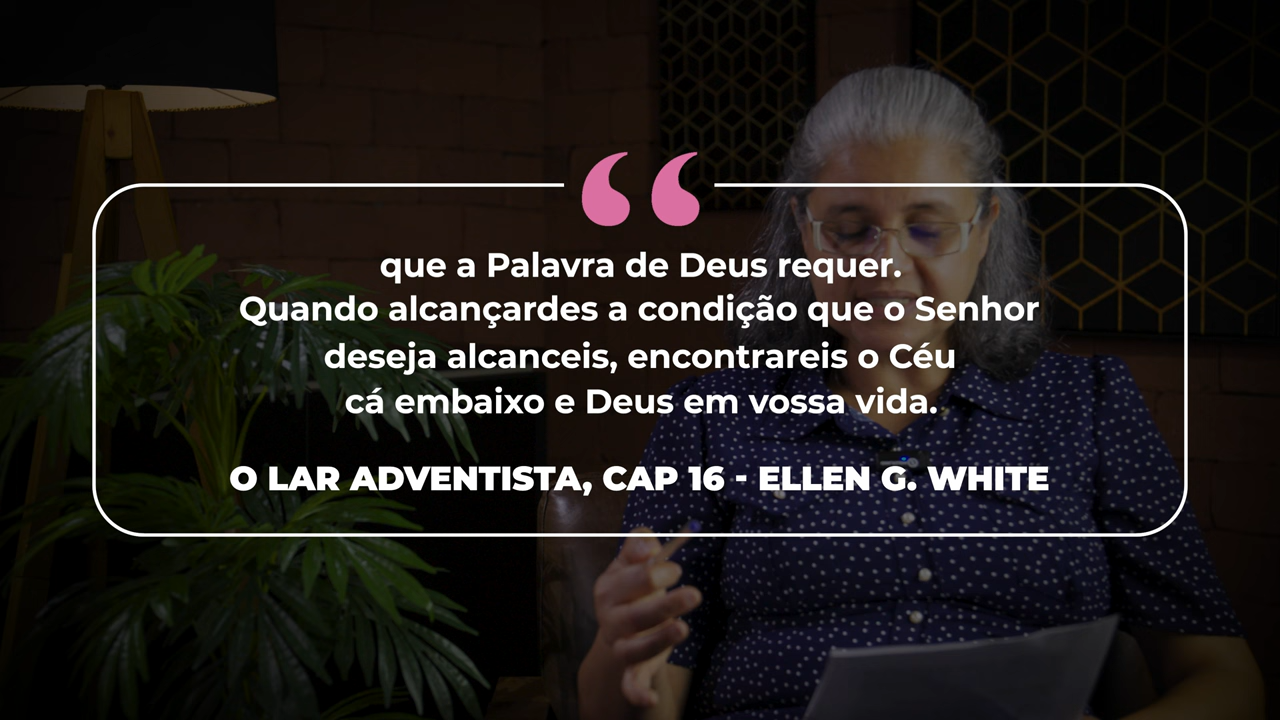 que a Palavra de Deus requer.
Quando alcançardes a condição que o Senhor
deseja alcanceis, encontrareis o Céu
cá embaixo e Deus em vossa vida.
O LAR ADVENTISTA, CAP 16 - ELLEN G. WHITE